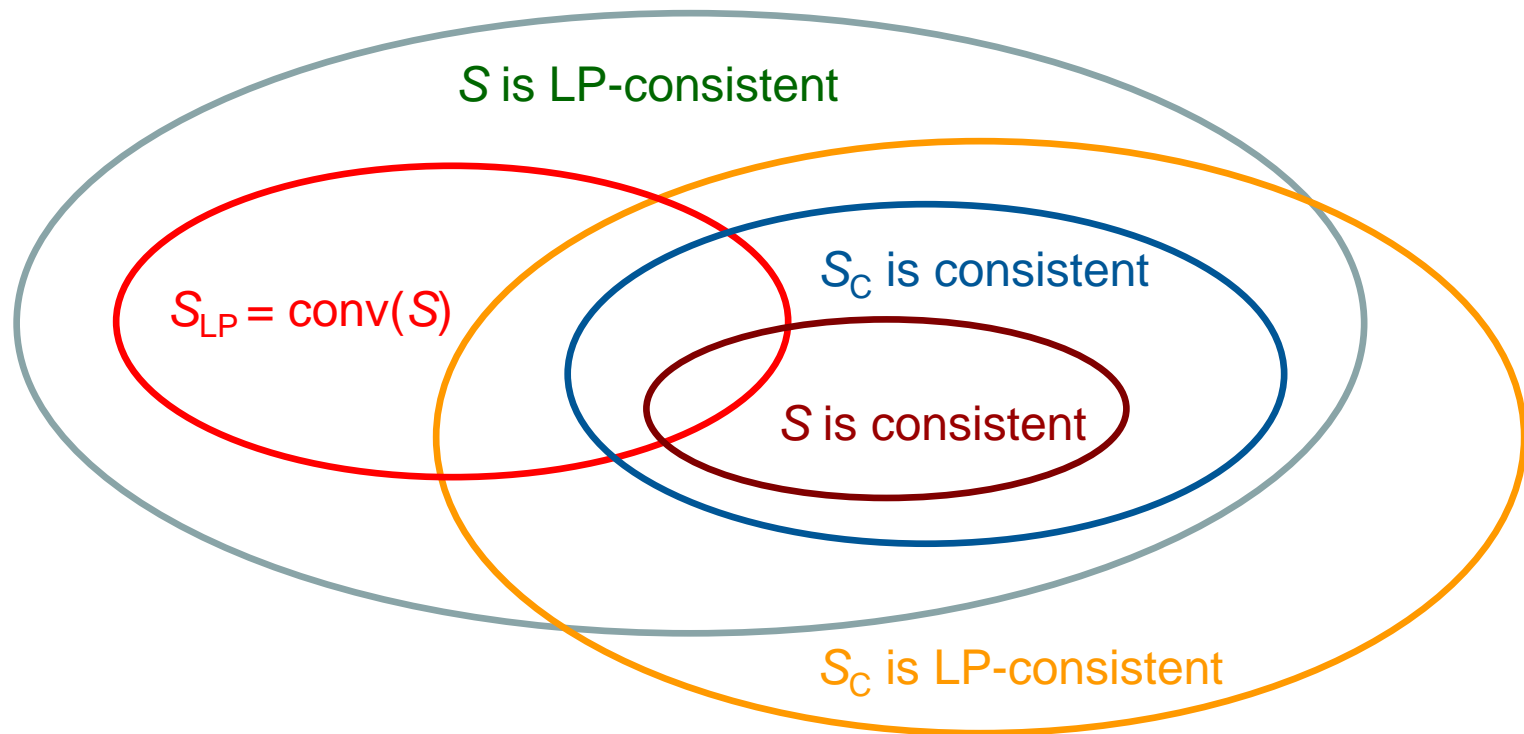 S is LP-consistent
S_C is consistent
S_LP = conv(S)
S is consistent
S_C is LP-consistent